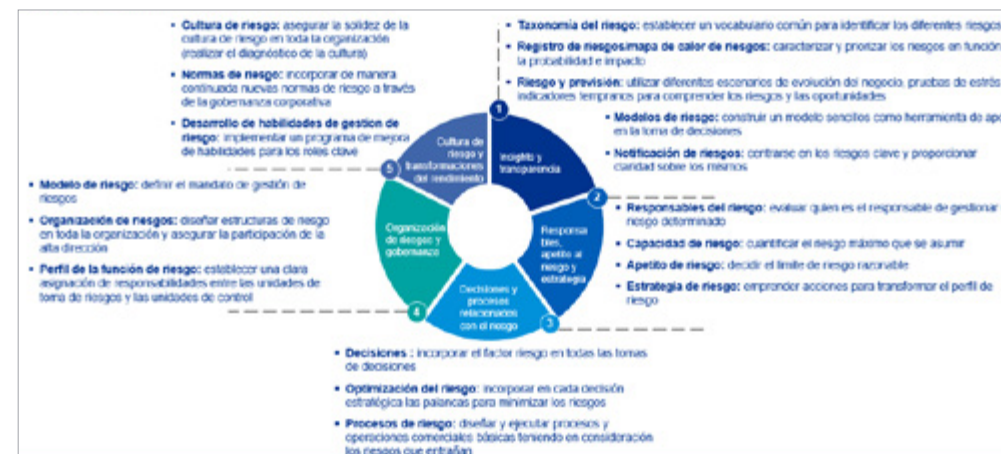 Cultura de riesgo: asegurar la solidez de la
cultura de riesgo en toda la organización
(realizar el diagnóstico de la cultura)
Normas de riesgo: incorporar de manera
continuada nuevas normas de riesgo a través
de la gobernanza corporativa
Desarrollo de habilidades de gestión de
riesgo: implementar un programa de mejora
de habilidades para los roles clave
Taxonomía del riesgo: establecer un vocabulario común para identificar los diferentes riesgos
Registro de riesgos/mapa de calor de riesgos: caracterizar y priorizar los riesgos en función
la probabilidad e impacto
Riesgo y previsión: utilizar diferentes escenarios de evolución del negocio, pruebas de estrés
indicadores tempranos para comprender los riesgos y las oportunidades
Modelos de riesgo: construir un modelo sencillos como herramienta de apo
en la toma de decisiones
Notificación de riesgos: centrarse en los riesgos clave y proporcionar
claridad sobre los mismos
1
Insights y
transparencia
2
Responsa
bles,
apetito al
riesgo y
estrategia
Responsables del riesgo: evaluar quien es el responsable de gestionar
riesgo determinado
Capacidad de riesgo: cuantificar el riesgo máximo que se asumir
Apetito de riesgo: decidir el límite de riesgo razonable
Estrategia de riesgo: emprender acciones para transformar el perfil de
riesgo
3
Decisiones y
procesos
relacionados
con el riesgo
Decisiones : incorporar el factor riesgo en todas las tomas
de decisiones
Optimización del riesgo: incorporar en cada decisión
estratégica las palancas para minimizar los riesgos
Procesos de riesgo: diseñar y ejecutar procesos y
operaciones comerciales básicas teniendo en consideración
los riesgos que entrañan
4
Organización
de riesgos y
gobernanza
Modelo de riesgo: definir el mandato de gestión de
riesgos
Organización de riesgos: diseñar estructuras de riesgo
en toda la organización y asegurar la participación de la
alta dirección
Perfil de la función de riesgo: establecer una clara
asignación de responsabilidades entre las unidades de
toma de riesgos y las unidades de control
5
Cultura de
riesgo y
transformaciones
del rendimiento